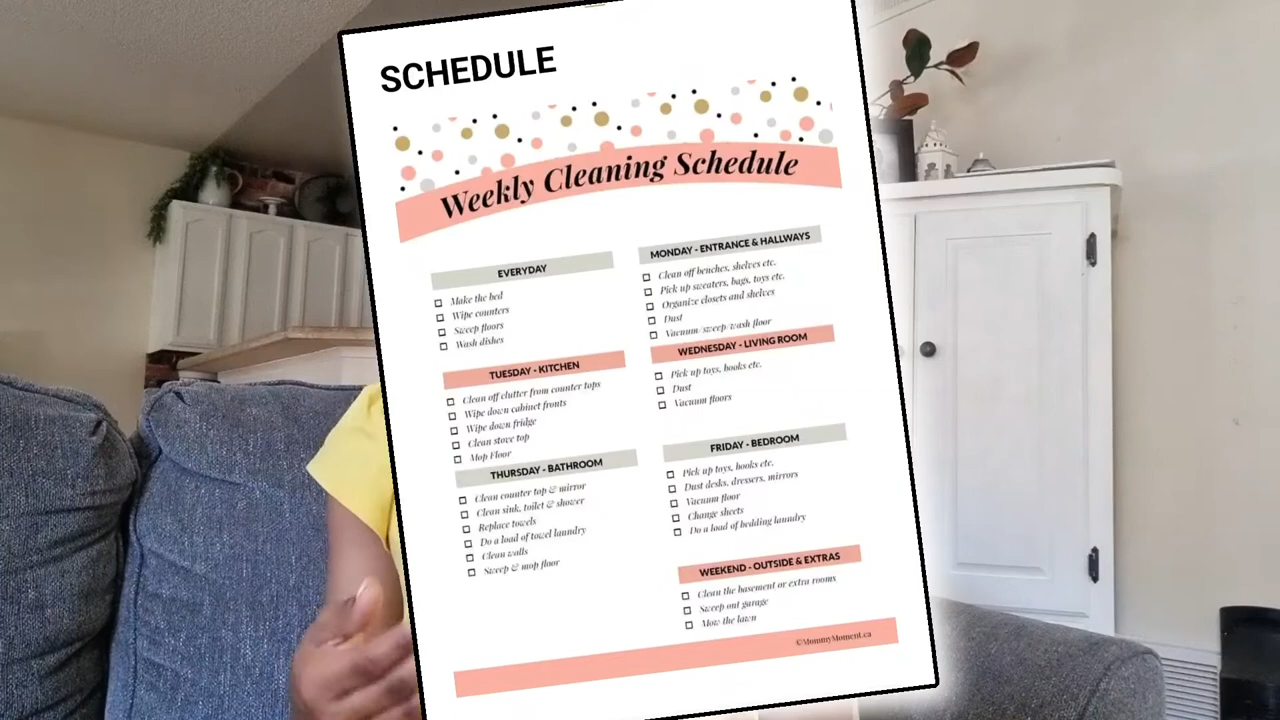 SCHEDULE
Weekly Cleaning Schedule
EVERYDAY
Make the bed
Wipe counters
Sweep floors
Wash dishes
MONDAY - ENTRANCE & HALLWAYS
Clean off benches, shelves etc.
Pick up sweaters, bags, toys etc.
Organize closets and shelves
Dust
Vacuum/sweep/wash floor
TUESDAY - KITCHEN
Clean off clutter from counter tops
Wipe down cabinet fronts
Wipe down fridge
Clean stove top
Mop Floor
WEDNESDAY - LIVING ROOM
Pick up toys, books etc.
Dust
Vacuum floors
THURSDAY - BATHROOM
Clean counter top & mirror
Clean sink, toilet & shower
Replace towels
Do a load of towel laundry
Clean walls
Sweep & mop floor
FRIDAY - BEDROOM
Pick up toys, books etc.
Dust desks, dressers, mirrors
Vacuum floor
Change sheets
Do a load of bedding laundry
WEEKEND - OUTSIDE & EXTRAS
Clean the basement or extra rooms
Sweep out garage
Mow the lawn
©MommyMoment.ca